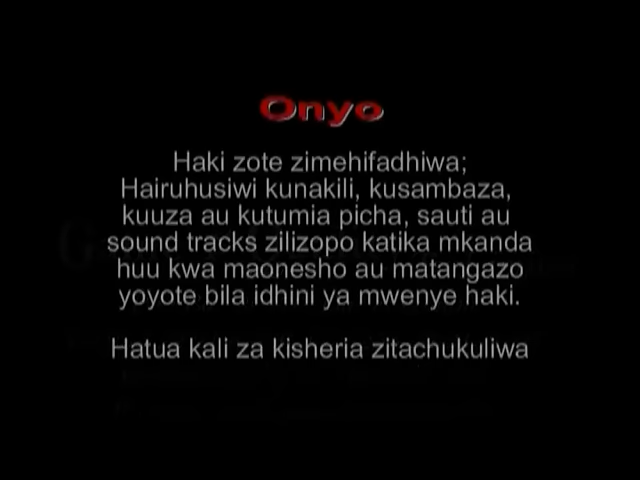 Onyo
Haki zote zimehifadhiwa;
Hairuhusiwi kunakili, kusambaza,
kuuza au kutumia picha, sauti au
sound tracks zilizopo katika mkanda
huu kwa maonesho au matangazo
yoyote bila idhini ya mwenye haki.
Hatua kali za kisheria zitachukuliwa